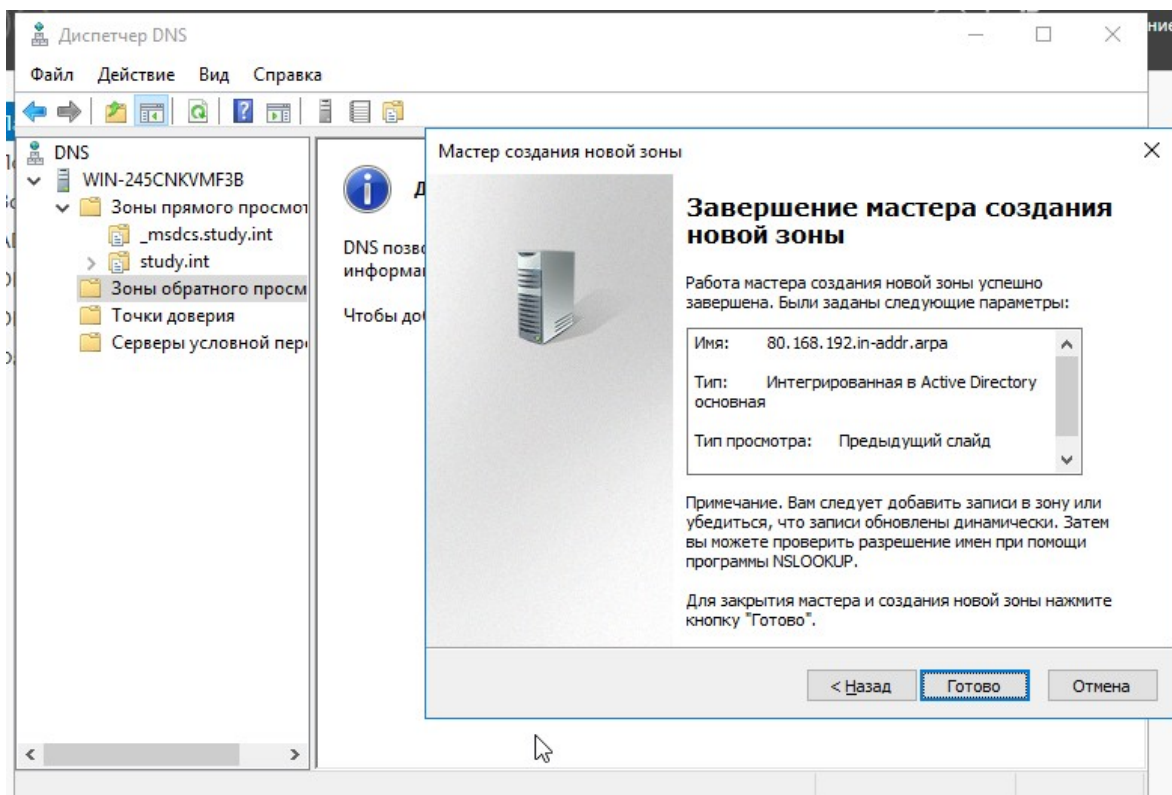 Диспетчер DNS
Файл Действие Вид Справка
DNS
WIN-245CNKVMF3B
Зоны прямого просмот
_msdcs.study.int
study.int
Зоны обратного просм
Точки доверия
Серверы условной пер
DNS позво
информа
Чтобы до
Мастер создания новой зоны
Завершение мастера создания
новой зоны
Работа мастера создания новой зоны успешно
завершена. Были заданы следующие параметры:
Имя: 80.168.192.in-addr.arpa
Тип: Интегрированная в Active Directory
основная
Тип просмотра: Предыдущий слайд
Примечание. Вам следует добавить записи в зону или
убедиться, что записи обновлены динамически. Затем
вы можете проверить разрешение имен при помощи
программы NSLOOKUP.
Для закрытия мастера и создания новой зоны нажмите
кнопку "Готово".
< Назад Готово Отмена